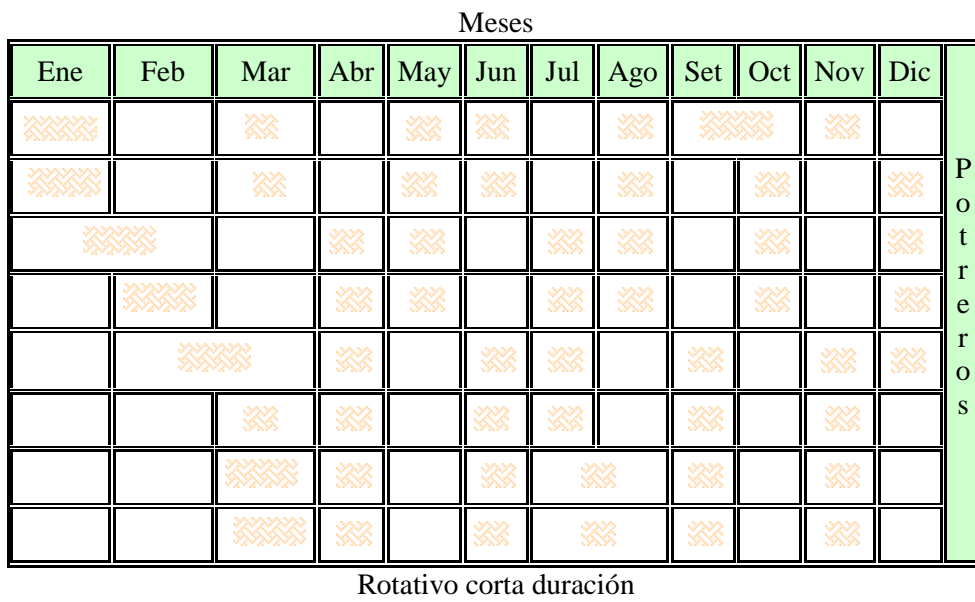 Meses
Ene Feb Mar Abr May Jun Jul Ago Set Oct Nov Dic
P
o
t
r
e
r
o
s
Rotativo corta duración